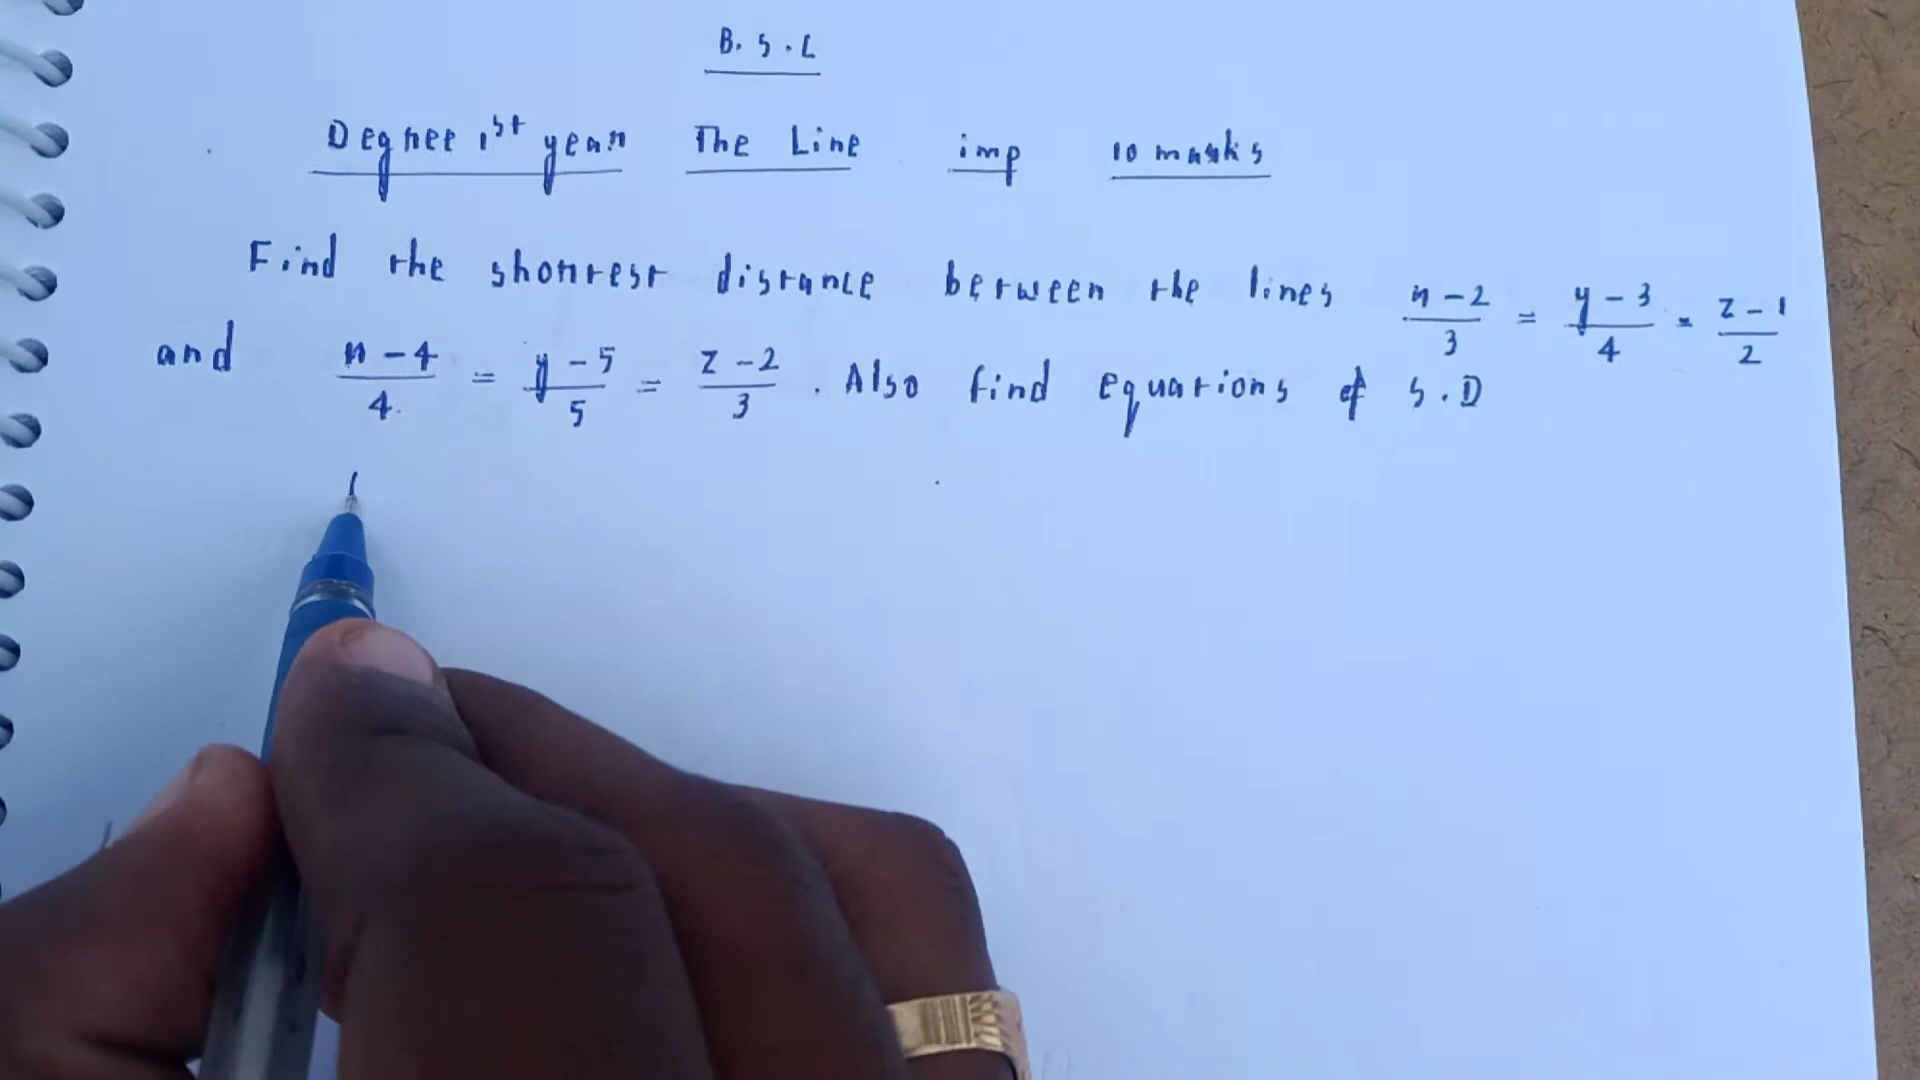 B. S. C
Degree 1st year The Line imp 10 marks
Find the shortest distance between the lines x-2/3 = y-3/4 = z-1/2
and x-4/4 = y-5/5 = z-2/3 . Also find equations of S.D